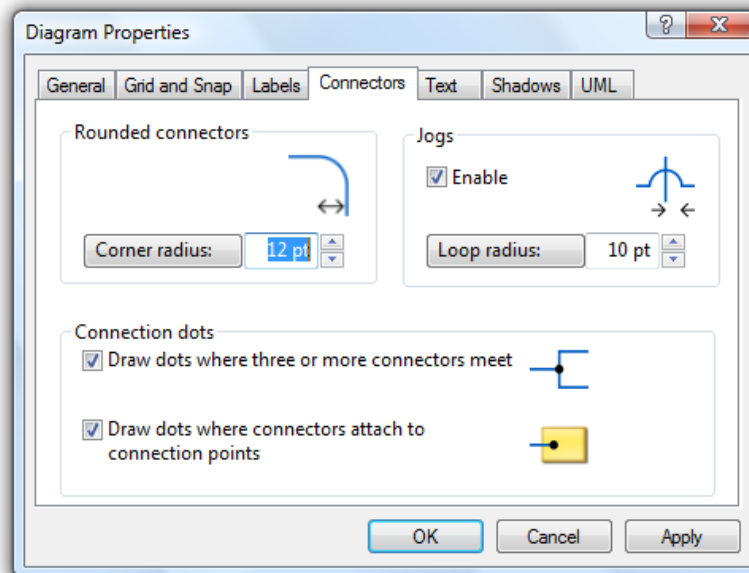 Diagram Properties
?
General Grid and Snap Labels Connectors Text Shadows UML
Rounded connectors
Corner radius: 12 pt
Jogs
Enable
Loop radius: 10 pt
Connection dots
Draw dots where three or more connectors meet
Draw dots where connectors attach to
connection points
OK Cancel Apply